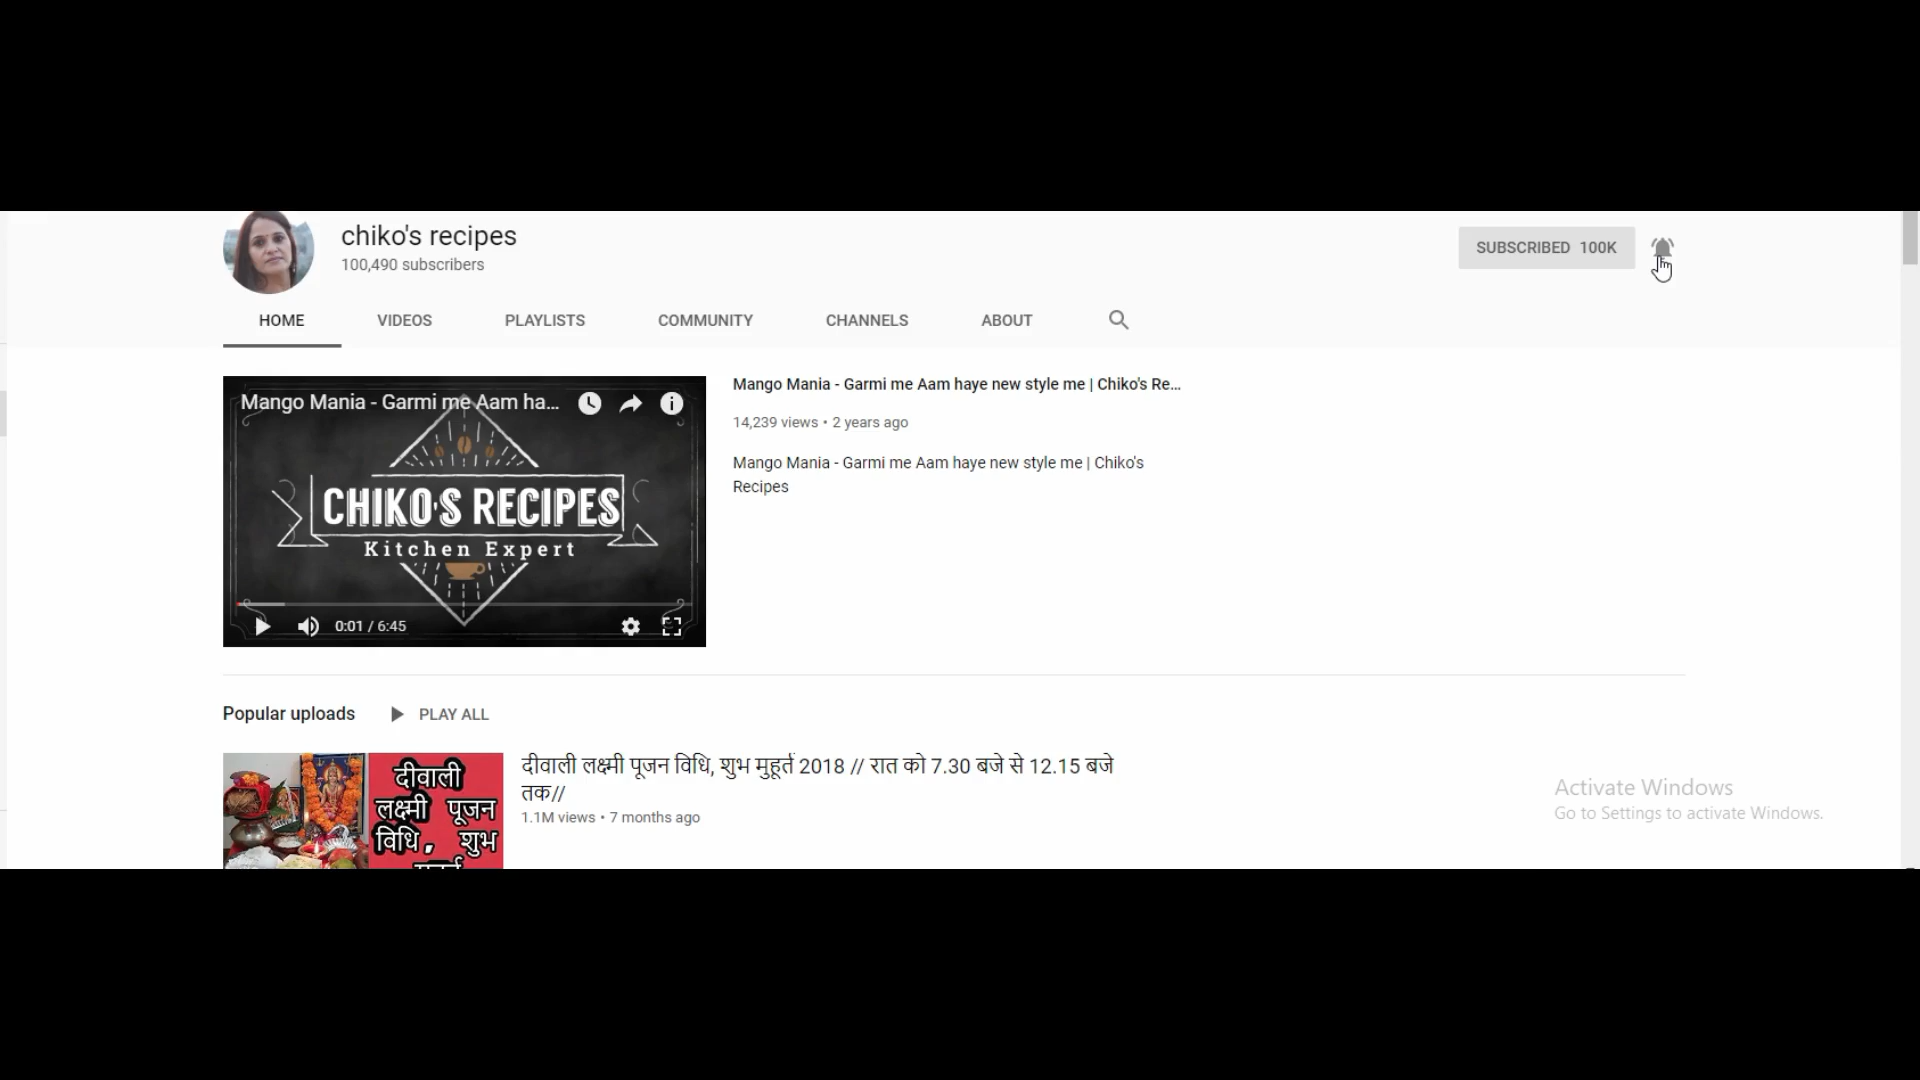 chiko's recipes
100,490 subscribers
SUBSCRIBED 100K
HOME VIDEOS PLAYLISTS COMMUNITY CHANNELS ABOUT
Mango Mania - Garmi me Aam ha...
CHIKO'S RECIPES
Kitchen Expert
0:01 / 6:45
Mango Mania - Garmi me Aam haye new style me | Chiko's Re...
14,239 views • 2 years ago
Mango Mania - Garmi me Aam haye new style me | Chiko's
Recipes
Popular uploads PLAY ALL
दीवाली
लक्ष्मी पूजन
विधि, शुभ
दीवाली लक्ष्मी पूजन विधि, शुभ मुहूर्त 2018 // रात को 7.30 बजे से 12.15 बजे
तक//
1.1M views • 7 months ago
Activate Windows
Go to Settings to activate Windows.